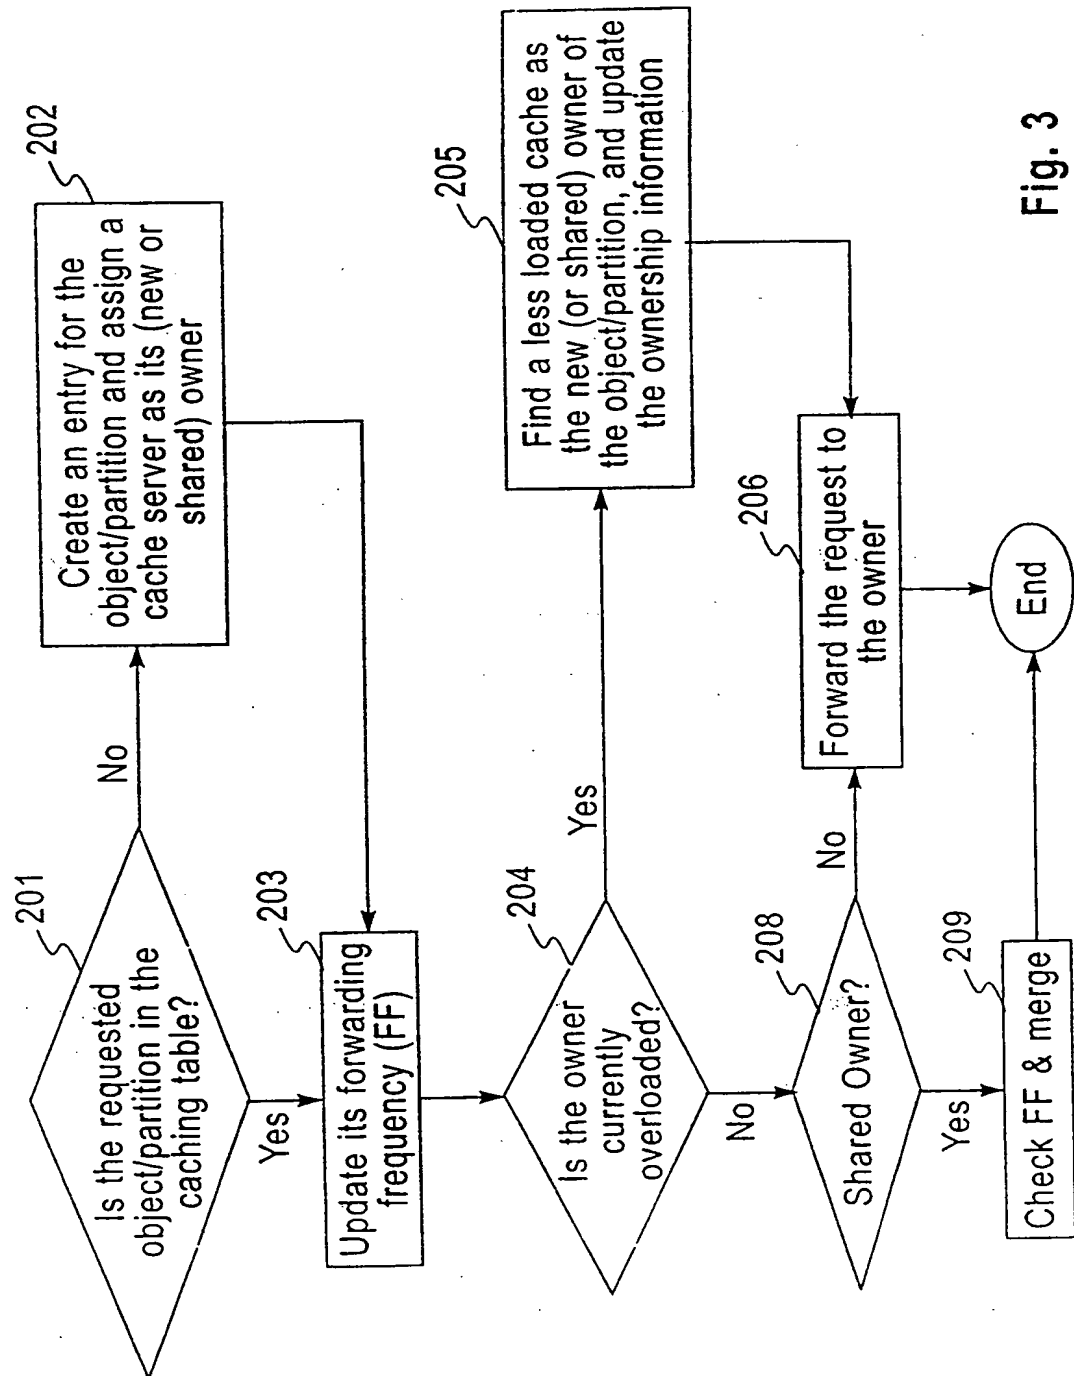 201
Is the requested
object/partition in the
caching table?
No
202
Create an entry for the
object/partition and assign a
cache server as its (new or
shared) owner
Yes
203
Update its forwarding
frequency (FF)
204
Is the owner
currently
overloaded?
Yes
205
Find a less loaded cache as
the new (or shared) owner of
the object/partition, and update
the ownership information
No
208
Shared Owner?
No
206
Forward the request to
the owner
Yes
209
Check FF & merge
End
Fig. 3